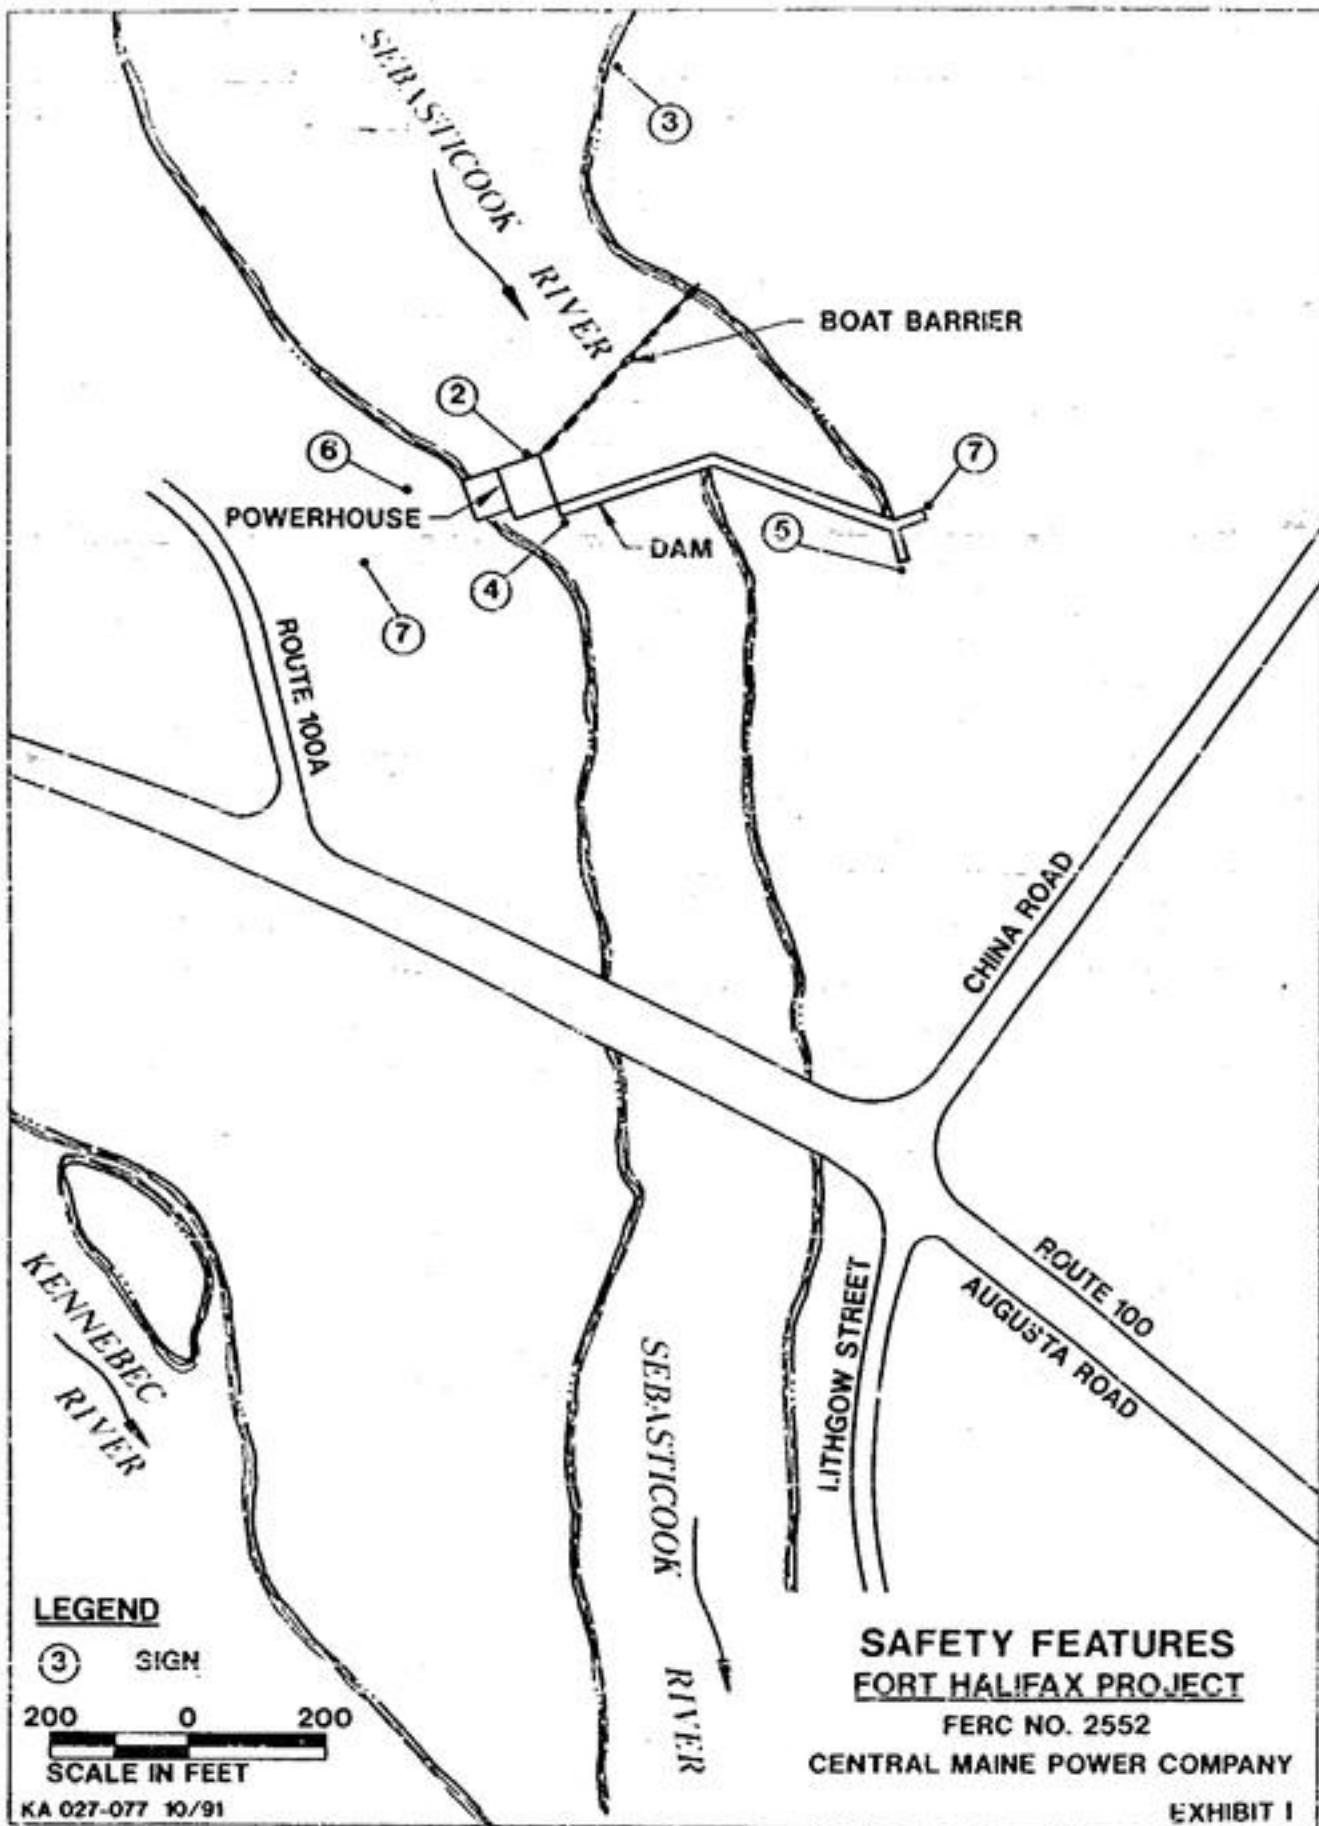 SEBASTICOOK
RIVER
3
BOAT BARRIER
2
6
7
POWERHOUSE
DAM
5
4
7
ROUTE 100A
CHINA ROAD
ROUTE 100
AUGUSTA ROAD
LITHGOW STREET
KENNEBEC
RIVER
SEBASTICOOK
RIVER
LEGEND
3 SIGN
200 0 200
SCALE IN FEET
KA 027-077 10/91
SAFETY FEATURES
FORT HALIFAX PROJECT
FERC NO. 2552
CENTRAL MAINE POWER COMPANY
EXHIBIT I